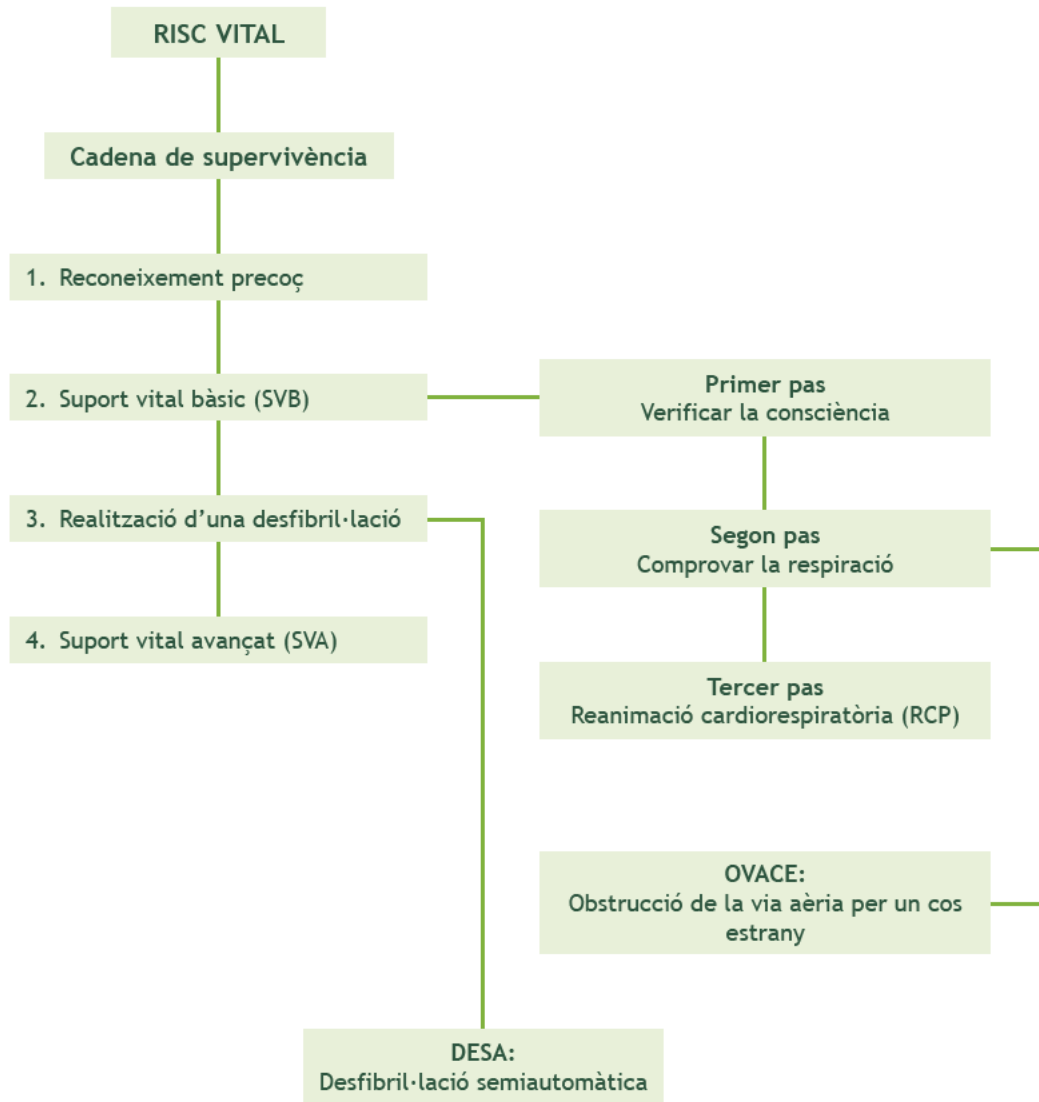 RISC VITAL
Cadena de supervivència
1. Reconeixement precoç
2. Suport vital bàsic (SVB)
3. Realització d’una desfibril·lació
4. Suport vital avançat (SVA)
Primer pas
Verificar la consciència
Segon pas
Comprovar la respiració
Tercer pas
Reanimació cardiorespiratòria (RCP)
OVACE:
Obstrucció de la via aèria per un cos
estrany
DESA:
Desfibril·lació semiautomàtica